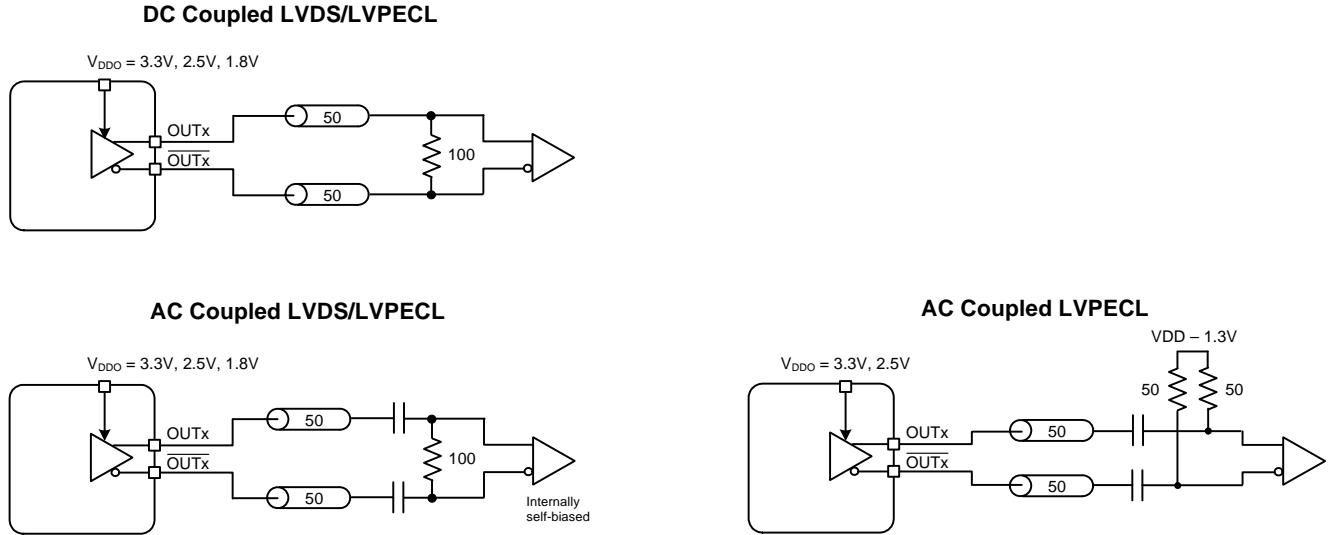 DC Coupled LVDS/LVPECL
VDDO = 3.3V, 2.5V, 1.8V
OUTx
OUTx
50
50
100
AC Coupled LVDS/LVPECL
VDDO = 3.3V, 2.5V, 1.8V
OUTx
OUTx
50
50
100
Internally
self-biased
AC Coupled LVPECL
VDD – 1.3V
VDDO = 3.3V, 2.5V
50
50
OUTx
OUTx
50
50